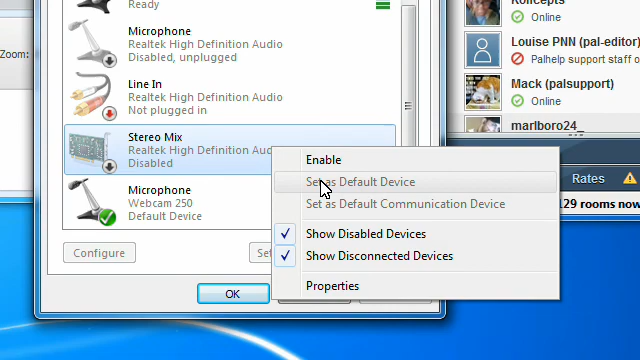 Ready
Microphone
Realtek High Definition Audio
Disabled, unplugged
Line In
Realtek High Definition Audio
Not plugged in
Stereo Mix
Realtek High Definition
Disabled
Microphone
Webcam 250
Default Device
Configure
Set
OK
Enable
Set as Default Device
Set as Default Communication Device
Show Disabled Devices
Show Disconnected Devices
Properties
Zoom:
Koncepts
Online
Louise PNN (pal-editor)
Palhelp support staff o
Mack (palsupport)
Online
marlboro24_
Rates
129 rooms now